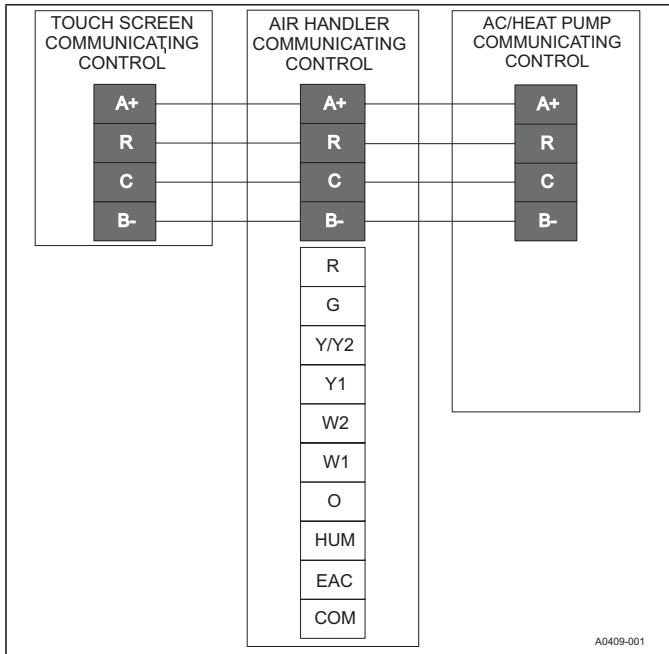 TOUCH SCREEN
COMMUNICATING
CONTROL
A+
R
C
B-
AIR HANDLER
COMMUNICATING
CONTROL
A+
R
C
B-
R
G
Y/Y2
Y1
W2
W1
O
HUM
EAC
COM
AC/HEAT PUMP
COMMUNICATING
CONTROL
A+
R
C
B-
A0409-001